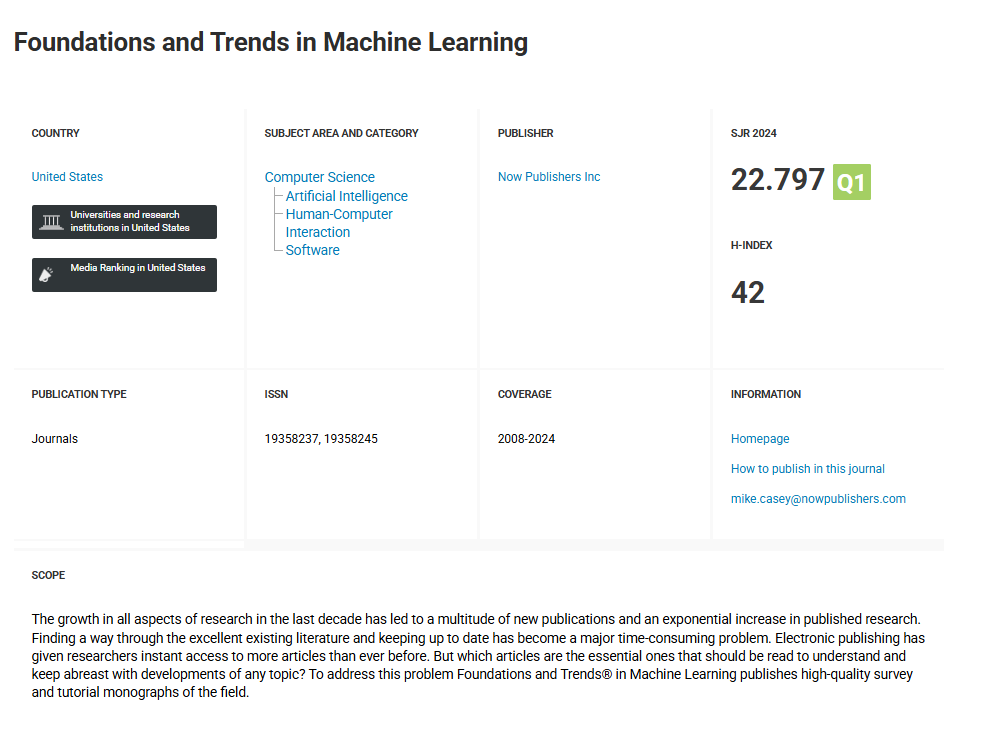 Foundations and Trends in Machine Learning
COUNTRY
United States
Universities and research
institutions in United States
Media Ranking in United States
SUBJECT AREA AND CATEGORY
Computer Science
Artificial Intelligence
Human-Computer
Interaction
Software
PUBLISHER
Now Publishers Inc
SJR 2024
22.797 Q1
H-INDEX
42
PUBLICATION TYPE
Journals
ISSN
19358237, 19358245
COVERAGE
2008-2024
INFORMATION
Homepage
How to publish in this journal
mike.casey@nowpublishers.com
SCOPE
The growth in all aspects of research in the last decade has led to a multitude of new publications and an exponential increase in published research.
Finding a way through the excellent existing literature and keeping up to date has become a major time-consuming problem. Electronic publishing has
given researchers instant access to more articles than ever before. But which articles are the essential ones that should be read to understand and
keep abreast with developments of any topic? To address this problem Foundations and Trends® in Machine Learning publishes high-quality survey
and tutorial monographs of the field.